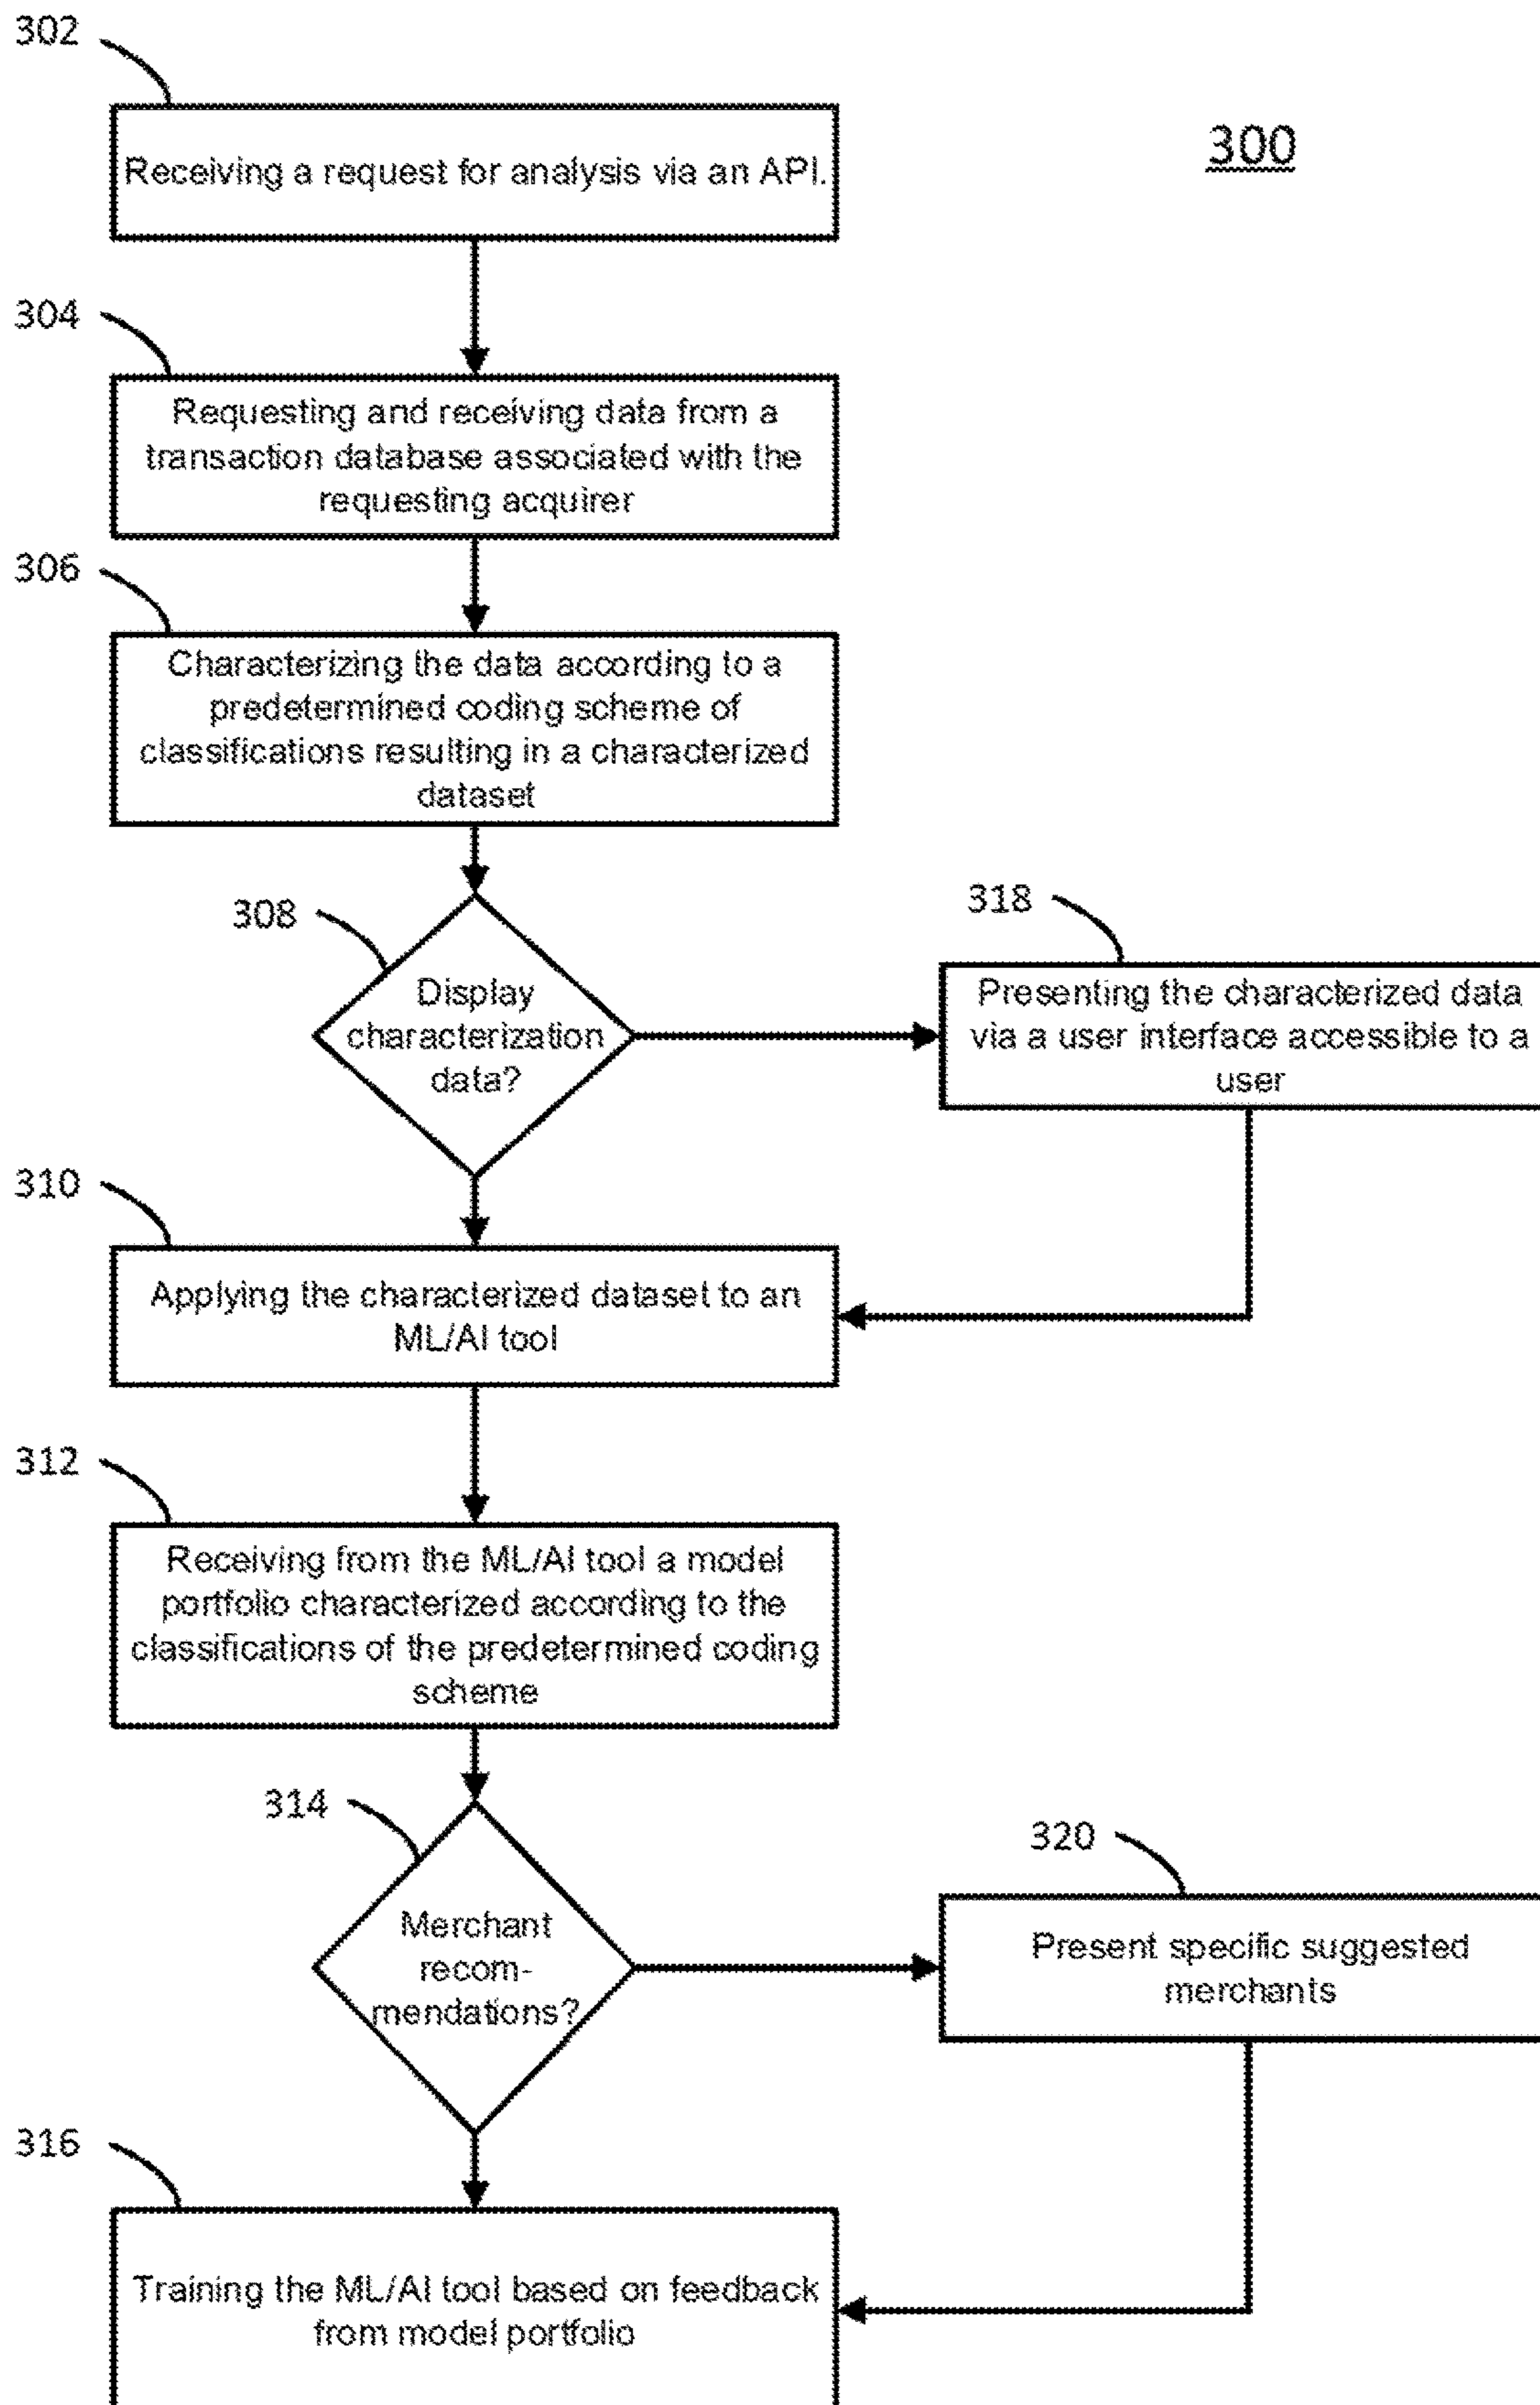 302
300
Receiving a request for analysis via an API.
304
Requesting and receiving data from a
transaction database associated with the
requesting acquirer
306
Characterizing the data according to a
predetermined coding scheme of
classifications resulting in a characterized
dataset
308
Display
characterization
data?
318
Presenting the characterized data
via a user interface accessible to a
user
310
Applying the characterized dataset to an
ML/AI tool
312
Receiving from the ML/AI tool a model
portfolio characterized according to the
classifications of the predetermined coding
scheme
314
Merchant
recom-
mendations?
320
Present specific suggested
merchants
316
Training the ML/AI tool based on feedback
from model portfolio